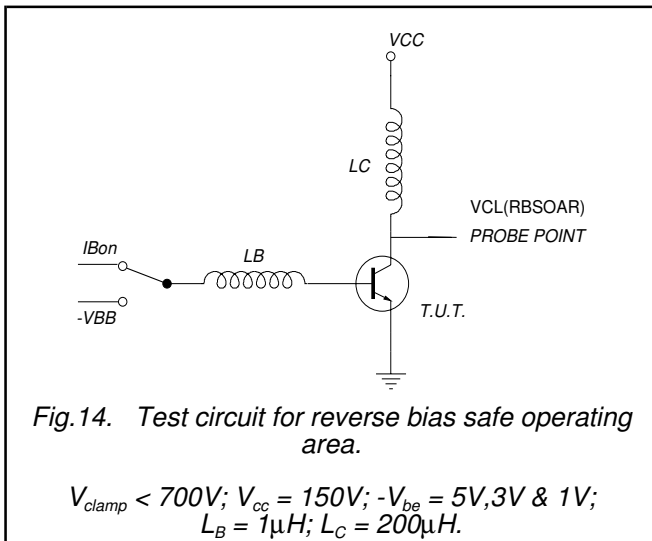 VCC
LC
VCL(RBSOAR)
PROBE POINT
IBon
LB
-VBB
T.U.T.
Fig.14. Test circuit for reverse bias safe operating
area.
Vclamp < 700V; Vcc = 150V; -Vbe = 5V,3V & 1V;
LB = 1μH; LC = 200μH.